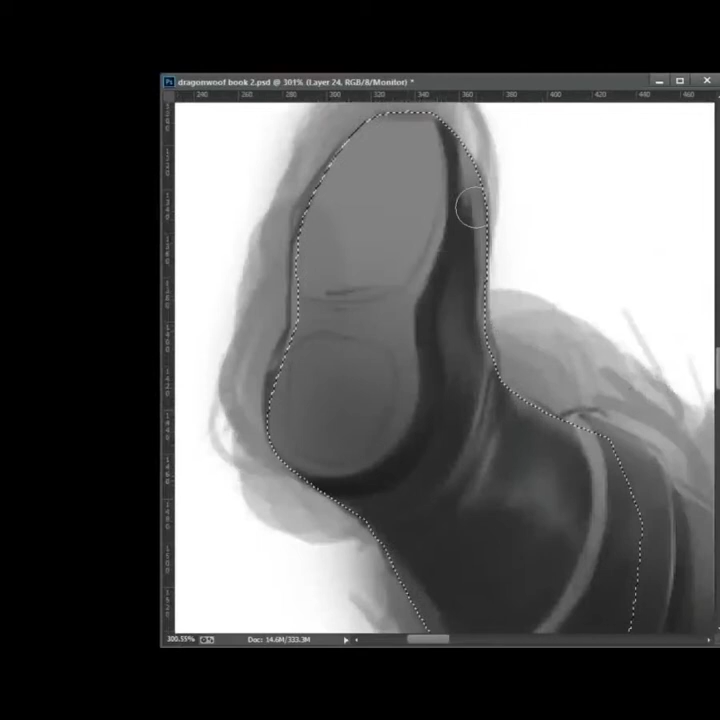 Ps dragonwoof book 2.psd @ 301% (Layer 24, RGB/8/Monitor) *
240 260 280 300 320 340 360 380 400 420 440 460
300.55% Doc: 14.6M/333.3M